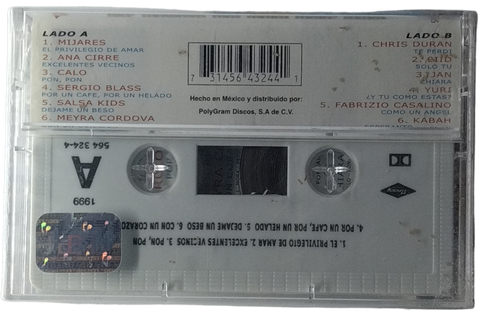 LADO A
1. MIJARES
EL PRIVILEGIO DE AMAR
2. ANA CIRRE
EXCELENTES VECINOS
3. CALO
PON, PON
4. SERGIO BLASS
POR UN CAFE, POR UN HELADO
5. SALSA KIDS
DEJAME UN BESO
6. MEYRA CORDOVA
7 31456 43244 1
Hecho en México y distribuido por:
PolyGram Discos, S.A de C.V.
LADO B
1. CHRIS DURAN
TE PERDI
SOLO TU
JAN
CHIARA
YURI
¿Y TU COMO ESTAS?
5. FABRIZIO CASALINO
COMO UN ANGEL
6. KABAH
1. EL PRIVILEGIO DE AMAR 2. EXCELENTES VECINOS 3. PON, PON
4. POR UN CAFE, POR UN HELADO 5. DEJAME UN BESO 6. CON UN CORAZO
1999
A
564 324-4